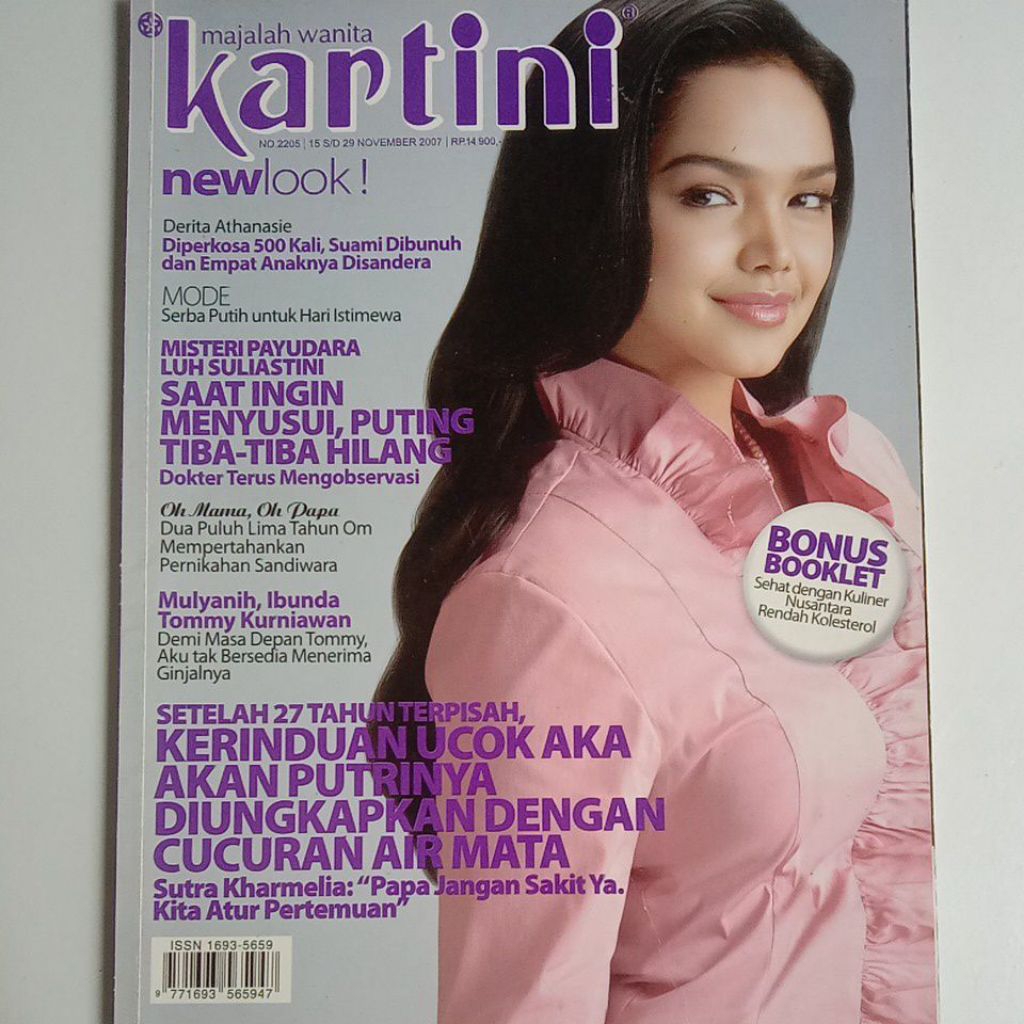 majalah wanita
kartini®
NO.2205 | 15 S/D 29 NOVEMBER 2007 | RP.14.900,-
newlook!
Derita Athanasie
Diperkosa 500 Kali, Suami Dibunuh
dan Empat Anaknya Disandera
MODE
Serba Putih untuk Hari Istimewa
MISTERI PAYUDARA
LUH SULIASTINI
SAAT INGIN
MENYUSUI, PUTING
TIBA-TIBA HILANG
Dokter Terus Mengobservasi
Oh Mama, Oh Papa
Dua Puluh Lima Tahun Om
Mempertahankan
Pernikahan Sandiwara
Mulyanih, Ibunda
Tommy Kurniawan
Demi Masa Depan Tommy,
Aku tak Bersedia Menerima
Ginjalnya
BONUS
BOOKLET
Sehat dengan Kuliner
Nusantara
Rendah Kolesterol
SETELAH 27 TAHUN TERPISAH,
KERINDUAN UCOK AKA
AKAN PUTRINYA
DIUNGKAPKAN DENGAN
CUCURAN AIR MATA
Sutra Kharmelia: “Papa Jangan Sakit Ya.
Kita Atur Pertemuan”
ISSN 1693-5659
9 771693 565947